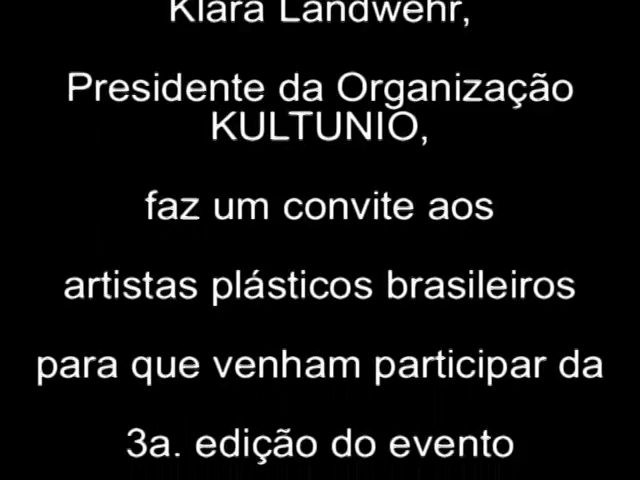 Klara Landwehr,
Presidente da Organização
KULTUNIO,
faz um convite aos
artistas plásticos brasileiros
para que venham participar da
3a. edição do evento